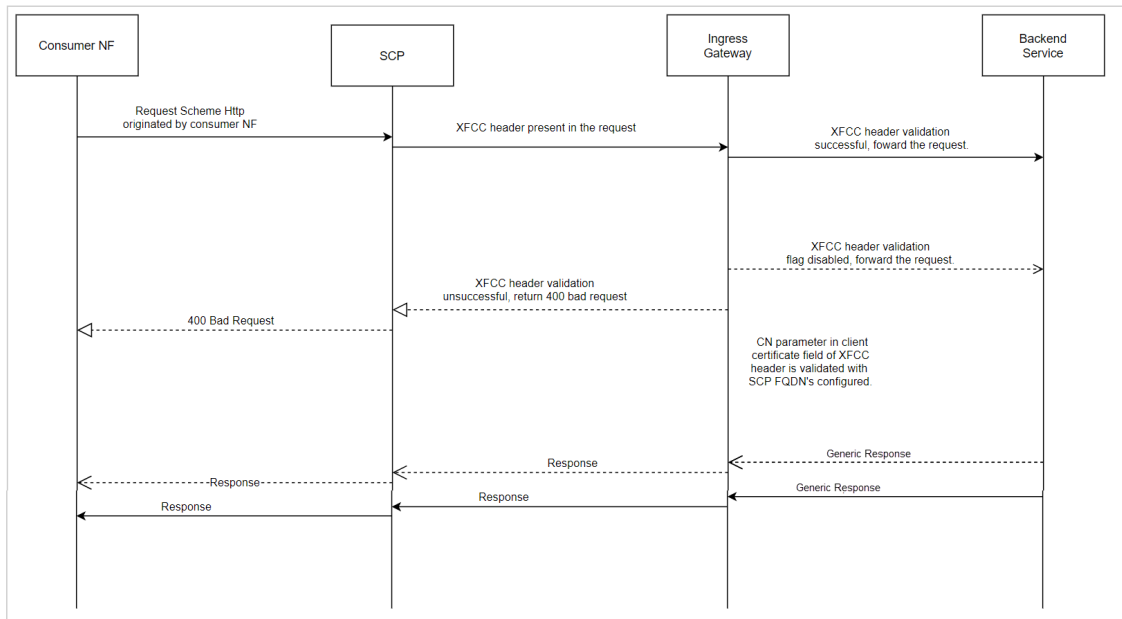 Consumer NF
SCP
Ingress
Gateway
Backend
Service
Request Scheme Http
originated by consumer NF
XFCC header present in the request
XFCC header validation
successful, foward the request.
XFCC header validation
flag disabled, forward the request.
XFCC header validation
unsuccessful, return 400 bad request
400 Bad Request
CN parameter in client
certificate field of XFCC
header is validated with
SCP FQDN's configured.
Generic Response
Response
Response
Generic Response
Response
Response